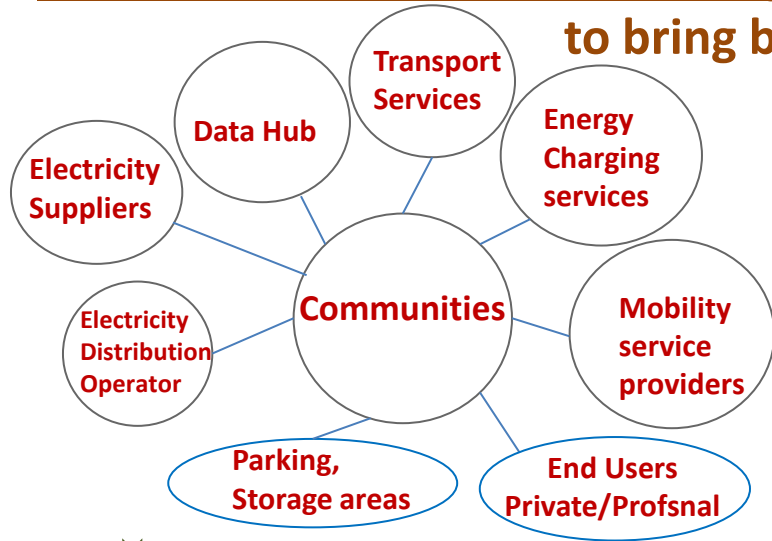 to bring b
Transport
Services
Data Hub
Energy
Charging
services
Electricity
Suppliers
Communities
Mobility
service
providers
Electricity
Distribution
Operator
Parking,
Storage areas
End Users
Private/Profsnal